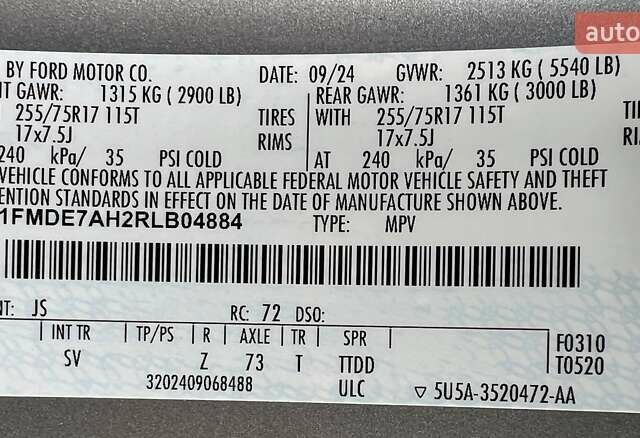 auto
BY FORD MOTOR CO. DATE: 09/24 GVWR: 2513 KG ( 5540 LB)
NT GAWR: 1315 KG ( 2900 LB) REAR GAWR: 1361 KG ( 3000 LB)
255/75R17 115T TIRES WITH 255/75R17 115T
17x7.5J RIMS 17x7.5J RIMS
240 kPa/ 35 PSI COLD AT 240 kPa/ 35 PSI COLD
VEHICLE CONFORMS TO ALL APPLICABLE FEDERAL MOTOR VEHICLE SAFETY AND
ENTION STANDARDS IN EFFECT ON THE DATE OF MANUFACTURE SHOWN ABOVE.
1FMDE7AH2RLB04884 TYPE: MPV
NT: JS RC: 72 DSO:
INT TR TP/PS R AXLE TR SPR F0310
SV Z 73 T TTDD T0520
3202409068488 ULC ▽ 5U5A-3520472-AA